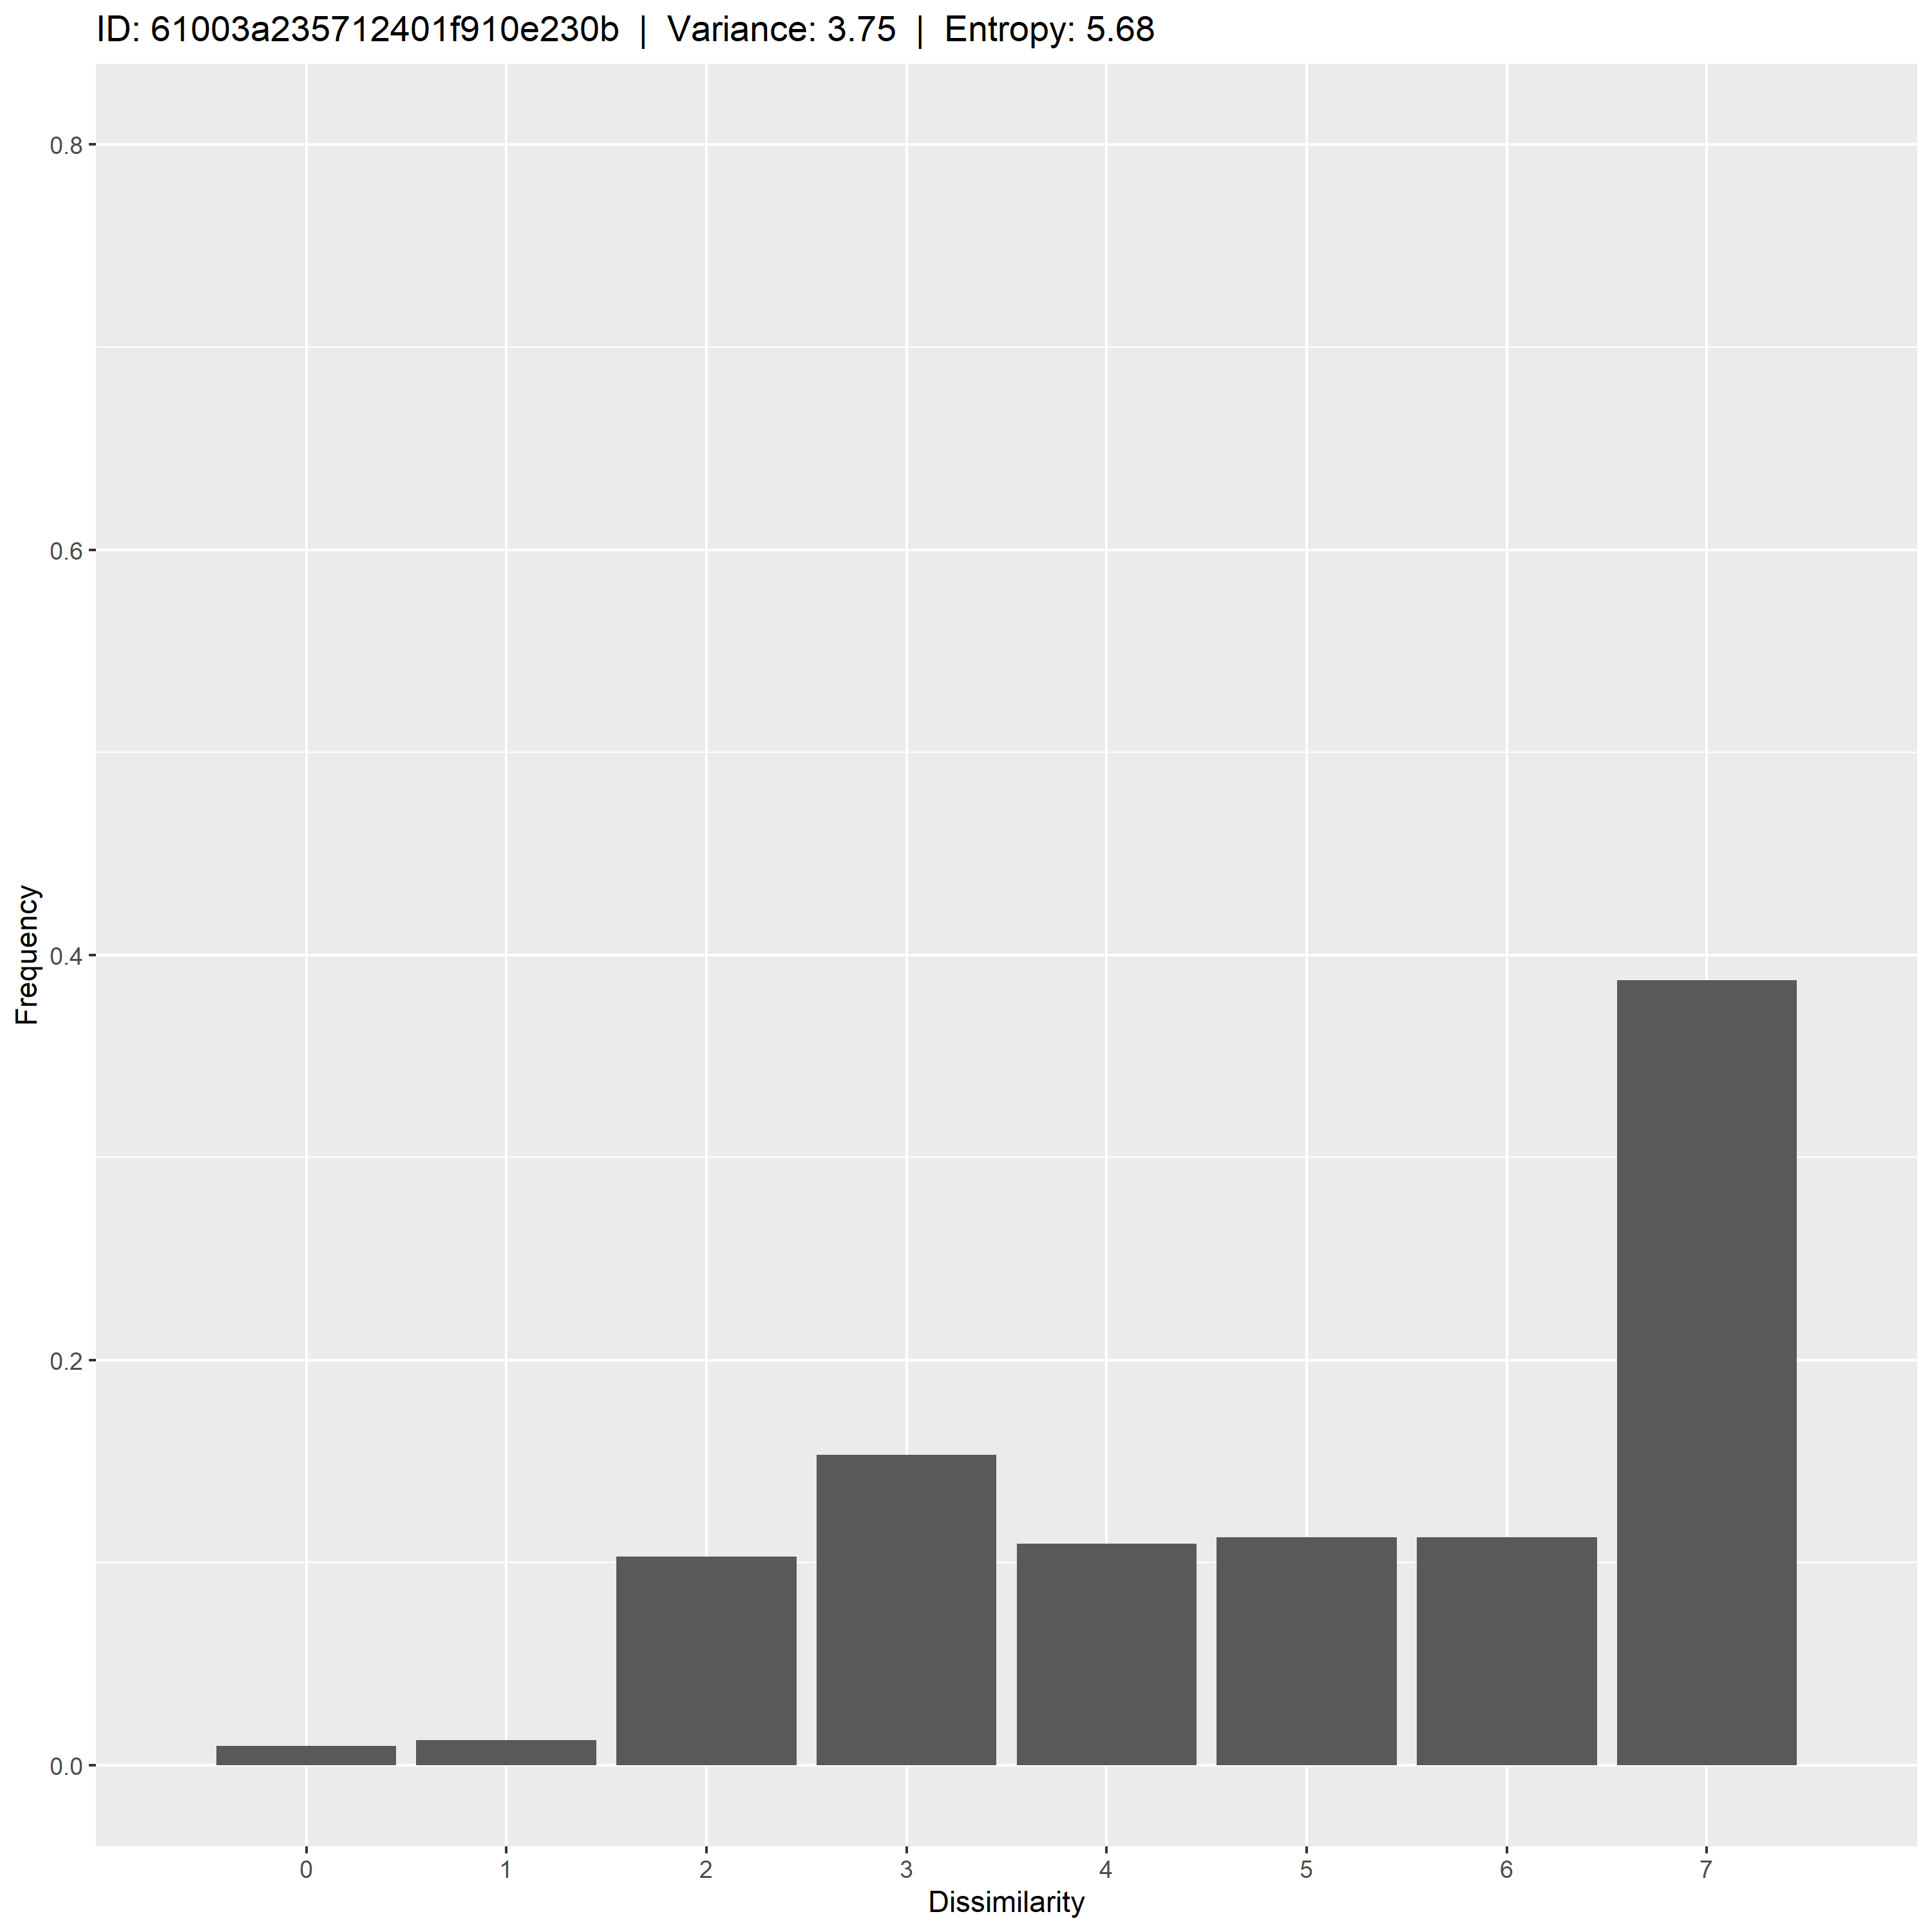 ID: 61003a235712401f910e230b | Variance: 3.75 | Entropy: 5.68
0.8
0.6
0.4
0.2
0.0
Frequency
0 1 2 3 4 5 6 7
Dissimilarity